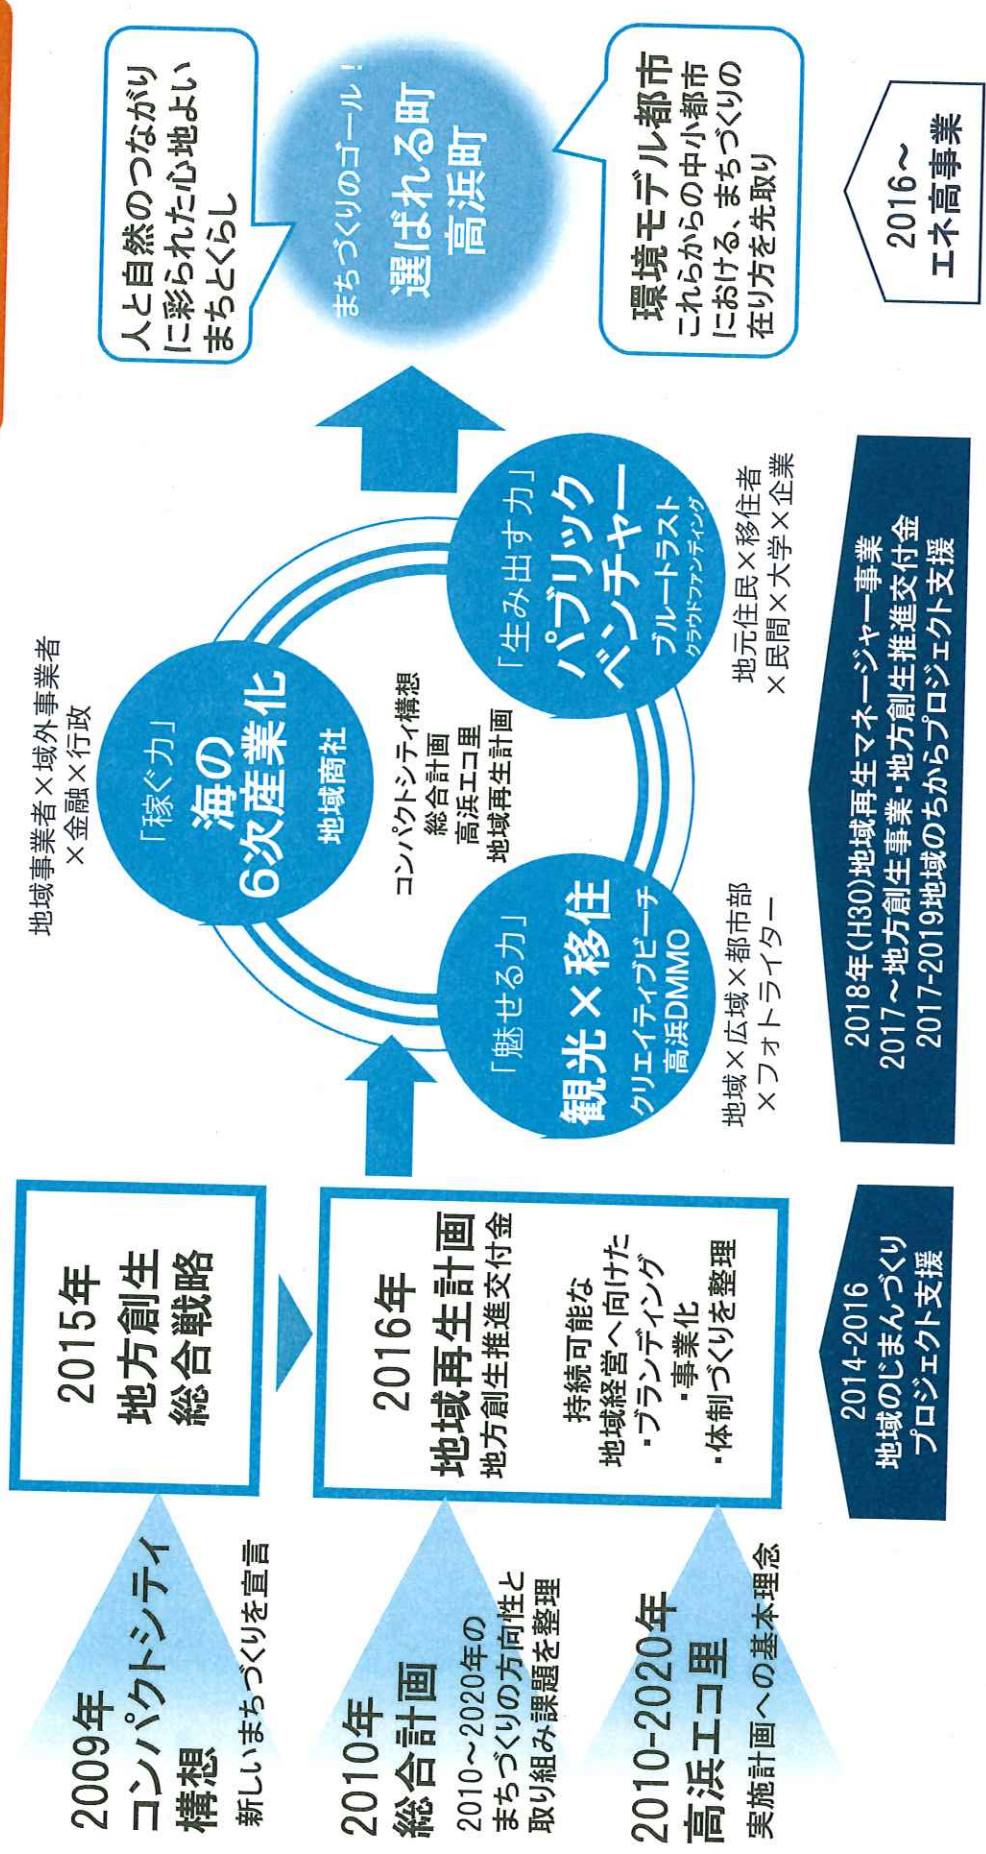 2009年
コンパクトシティ
構想
新しいまちづくりを宣言
2010年
総合計画
2010～2020年の
まちづくりの方向性と
取り組み課題を整理
2010-2020年
高浜エコ里
実施計画への基本理念
2015年
地方創生
総合戦略
2016年
地域再生計画
地方創生推進交付金
持続可能な
地域経営へ向けた
・ブランディング
・事業化
・体制づくりを整理
2014-2016
地域のじまんづくり
プロジェクト支援
地域事業者×域外事業者
×金融×行政
「稼ぐ力」
海の
6次産業化
地域商社
コンパクトシティ構想
総合計画
高浜エコ里
地域再生計画
「魅せる力」
観光×移住
クリエイティブビーチ
高浜DMMO
地域×広域×都市部
×フォトライター
「生み出す力」
パブリック
ベンチャー
ブルートラスト
クラウドファンディング
地元住民×移住者
×民間×大学×企業
2018年(H30)地域再生マネージャー事業
2017～地方創生事業・地方創生推進交付金
2017-2019地域のちからプロジェクト支援
人と自然のつながり
に彩られた心地よい
まちとくらし
まちづくりのゴール！
選ばれる町
高浜町
環境モデル都市
これからの中小都市
における、まちづくりの
在り方を先取り
2016～
エネ高事業